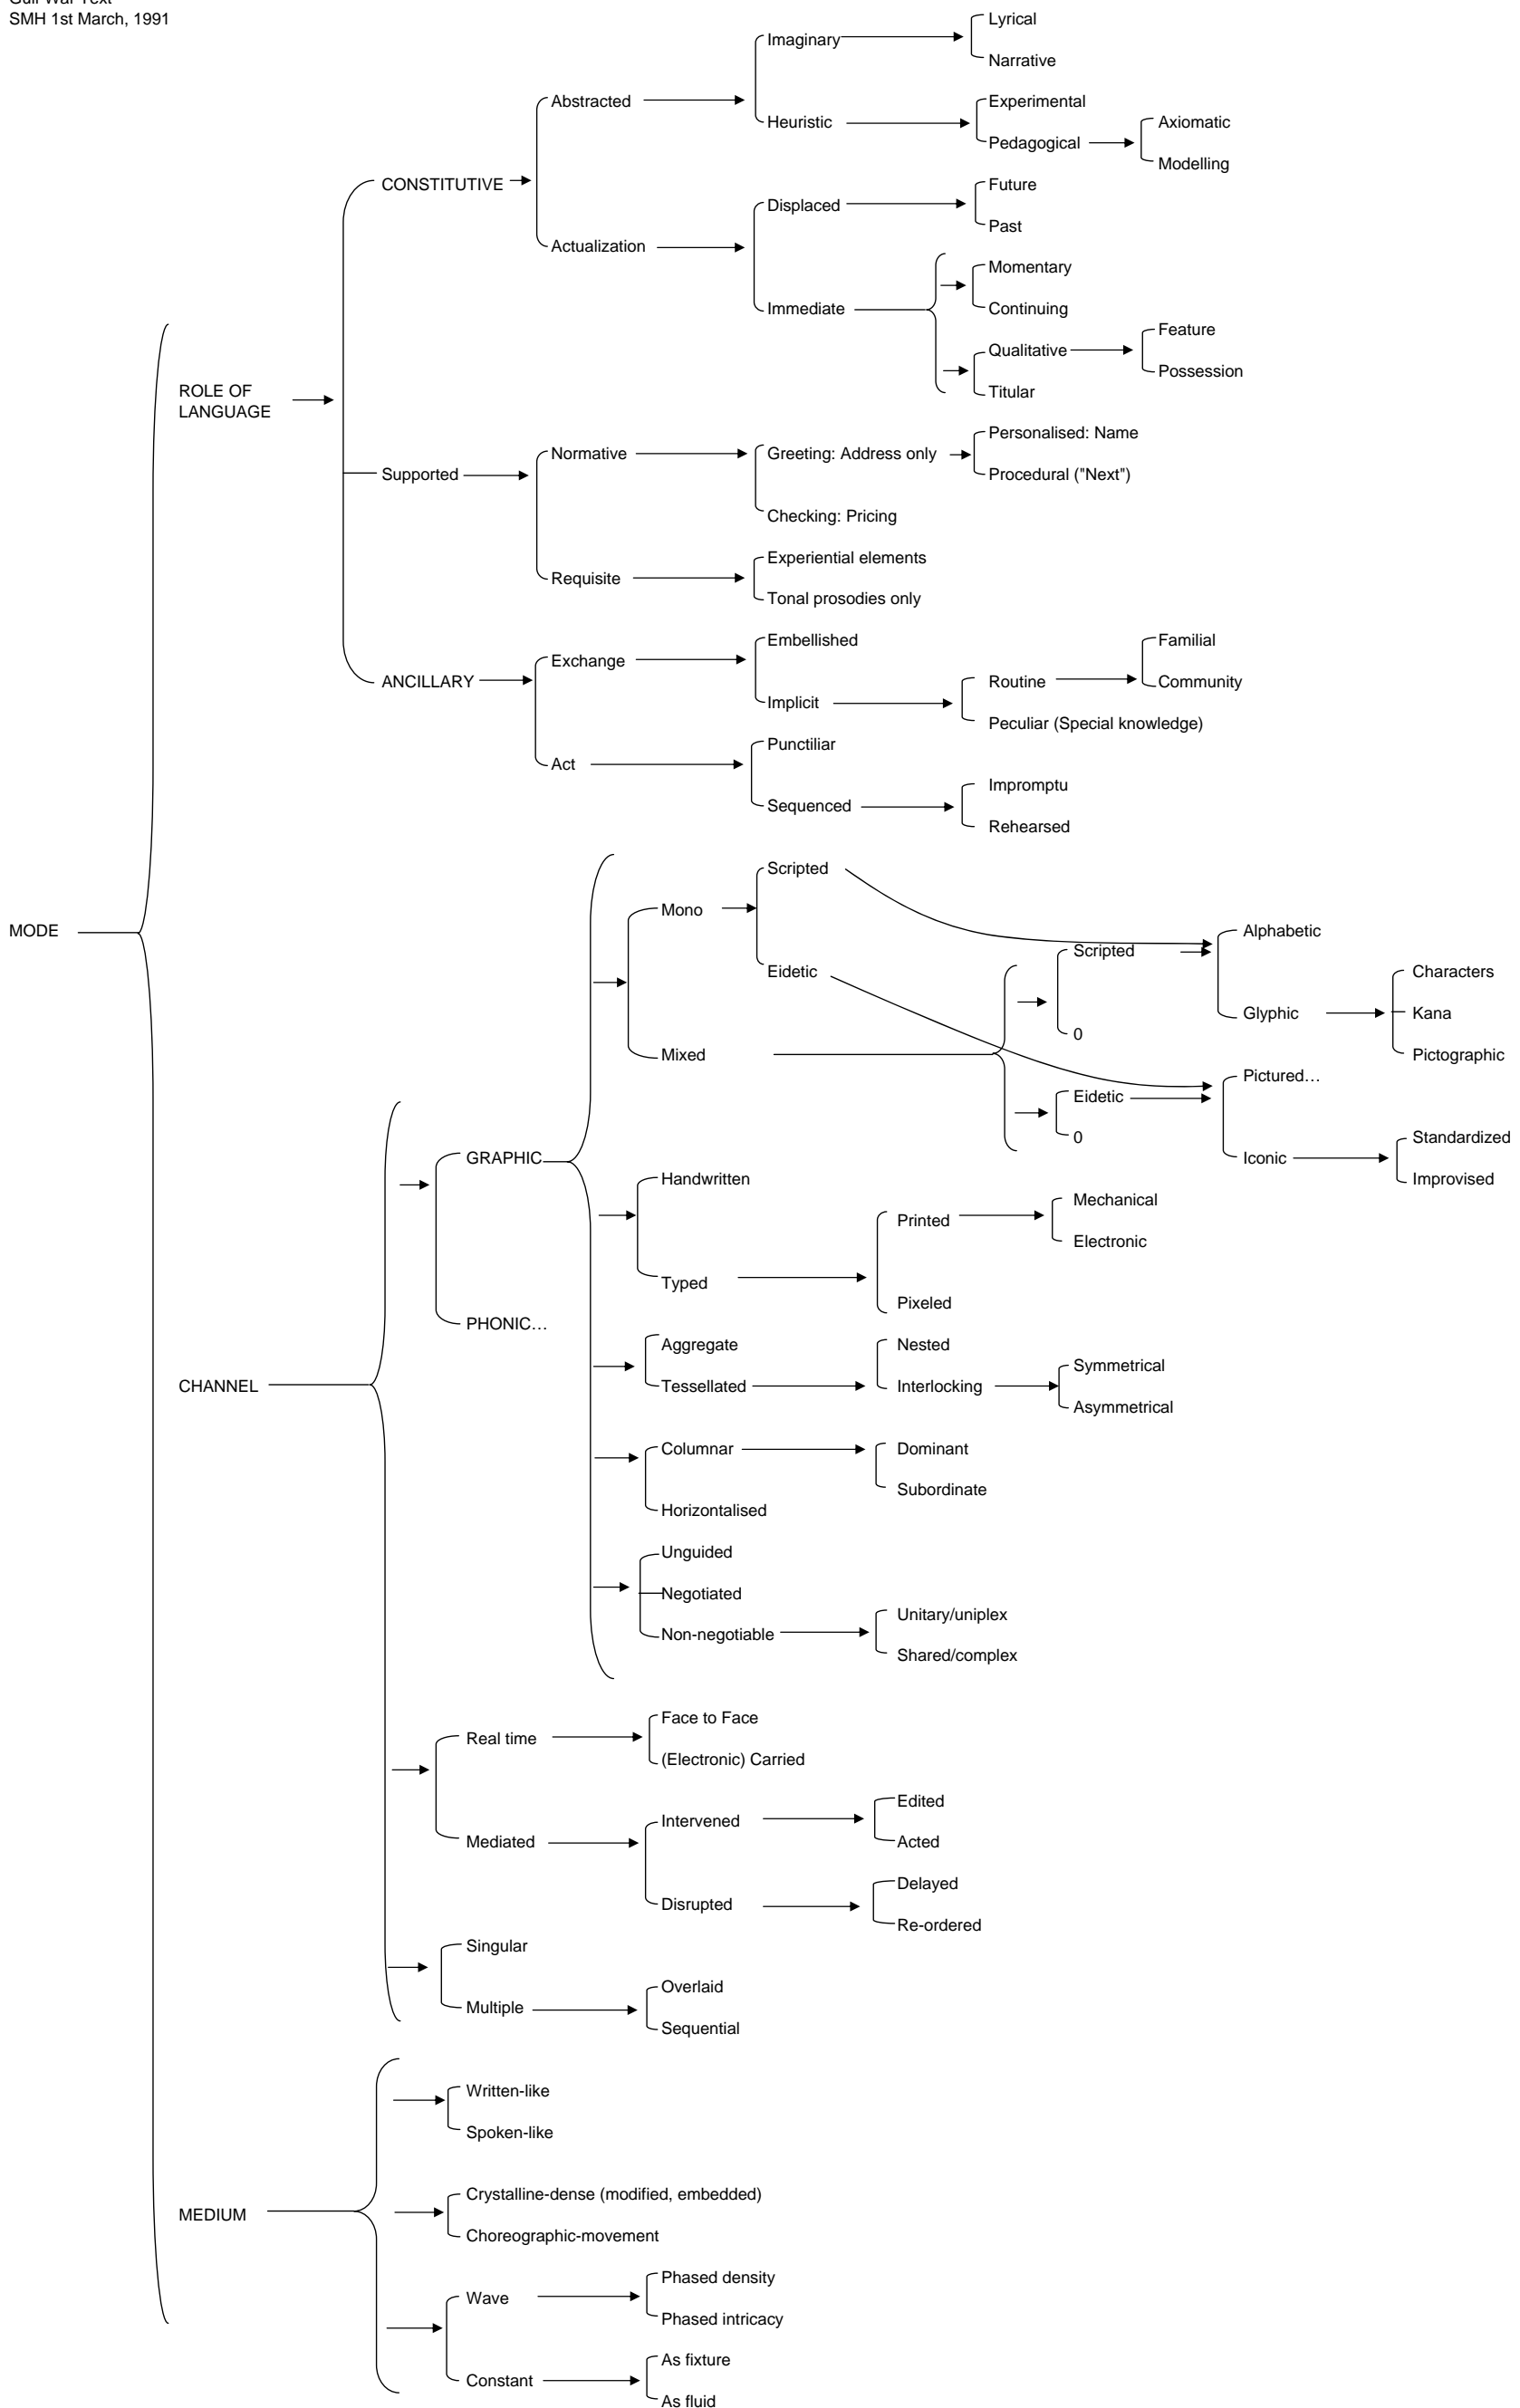 Gulf War Text
SMH 1st March, 1991
Lyrical
Imaginary
Narrative
Abstracted
Experimental
Heuristic
Pedagogical
Axiomatic
Modelling
CONSTITUTIVE
Future
Displaced
Past
Actualization
Momentary
Immediate
Continuing
Feature
Qualitative
Possession
Titular
ROLE OF
LANGUAGE
Personalised: Name
Normative
Greeting: Address only
Supported
Procedural ("Next")
Checking: Pricing
Experiential elements
Requisite
Tonal prosodies only
Embellished
Familial
Exchange
ANCILLARY
Routine
Community
Implicit
Peculiar (Special knowledge)
Punctiliar
Act
Impromptu
Sequenced
Rehearsed
Scripted
Mono
MODE
Alphabetic
Scripted
Eidetic
Characters
Glyphic
Kana
0
Mixed
Pictographic
Pictured…
Eidetic
0
Standardized
GRAPHIC
Iconic
Handwritten
Improvised
Mechanical
Printed
Electronic
Typed
Pixeled
PHONIC…
Aggregate
Nested
Symmetrical
CHANNEL
Tessellated
Interlocking
Asymmetrical
Columnar
Dominant
Subordinate
Horizontalised
Unguided
Negotiated
Unitary/uniplex
Non-negotiable
Shared/complex
Face to Face
Real time
(Electronic) Carried
Edited
Intervened
Mediated
Acted
Delayed
Disrupted
Re-ordered
Singular
Overlaid
Multiple
Sequential
Written-like
Spoken-like
Crystalline-dense (modified, embedded)
MEDIUM
Choreographic-movement
Phased density
Wave
Phased intricacy
As fixture
Constant
As fluid